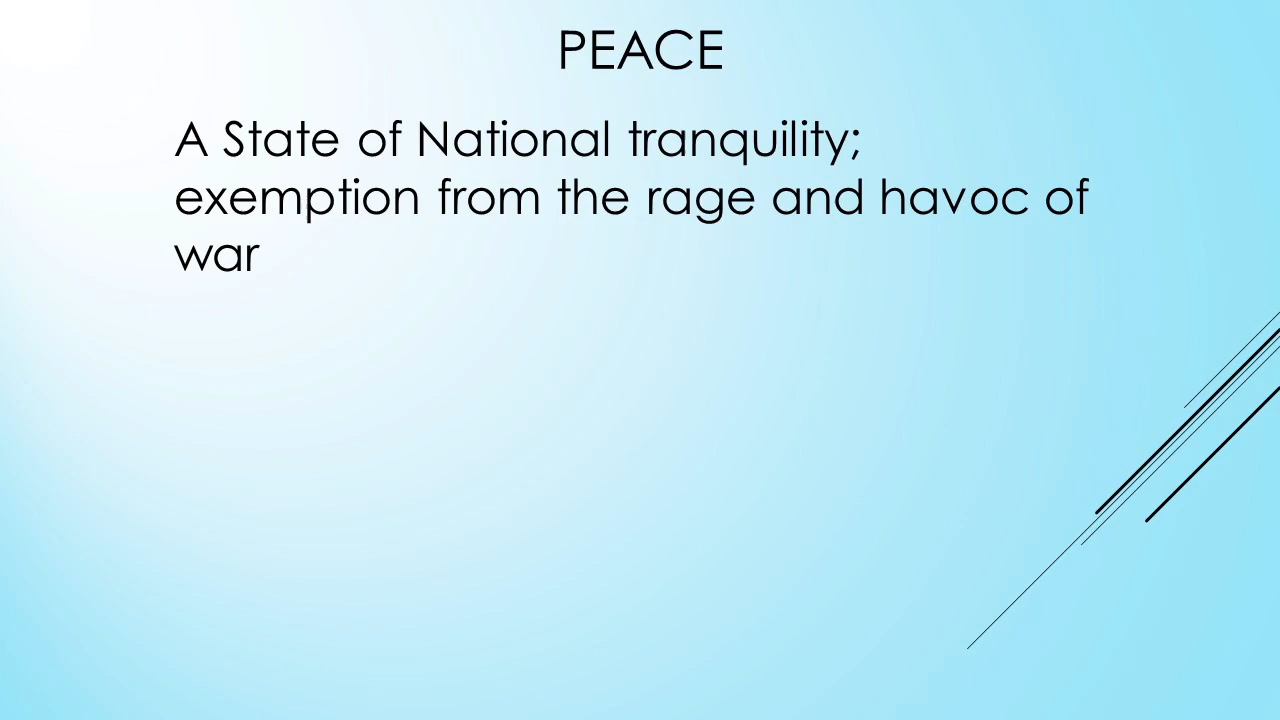 PEACE
A State of National tranquility;
exemption from the rage and havoc of
war